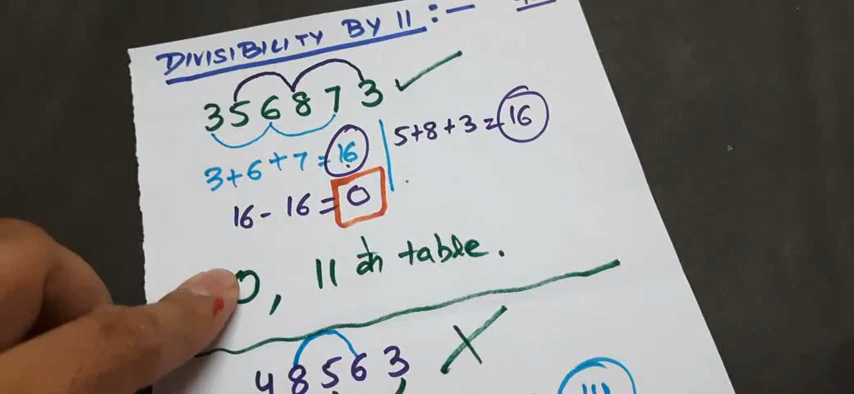 DIVISIBILITY BY 11 :-
356873 ✓
3+6+7=16 | 5+8+3=16
16-16=0
0, 11 th table.
48563 ✗